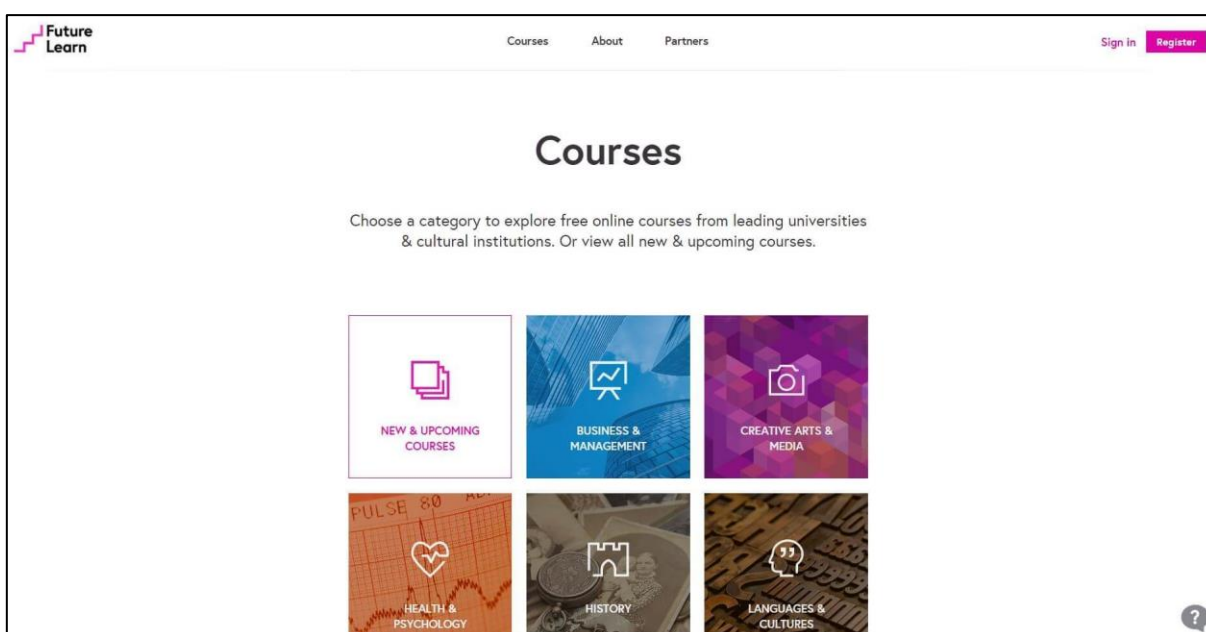 Future
Learn
Courses
About
Partners
Sign in
Register
Courses
Choose a category to explore free online courses from leading universities
& cultural institutions. Or view all new & upcoming courses.
NEW & UPCOMING
COURSES
BUSINESS &
MANAGEMENT
CREATIVE ARTS &
MEDIA
PULSE 80
HEALTH &
PSYCHOLOGY
HISTORY
LANGUAGES &
CULTURES
?